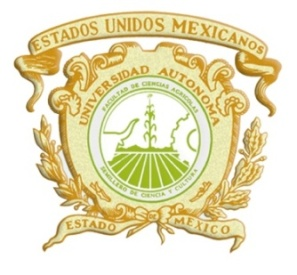 ESTADOS UNIDOS MEXICANOS
UNIVERSIDAD AUTONOMA
FACULTAD DE CIENCIAS AGRICOLAS
SEMILLERO DE CIENCIA Y CULTURA
ESTADO MEXICO